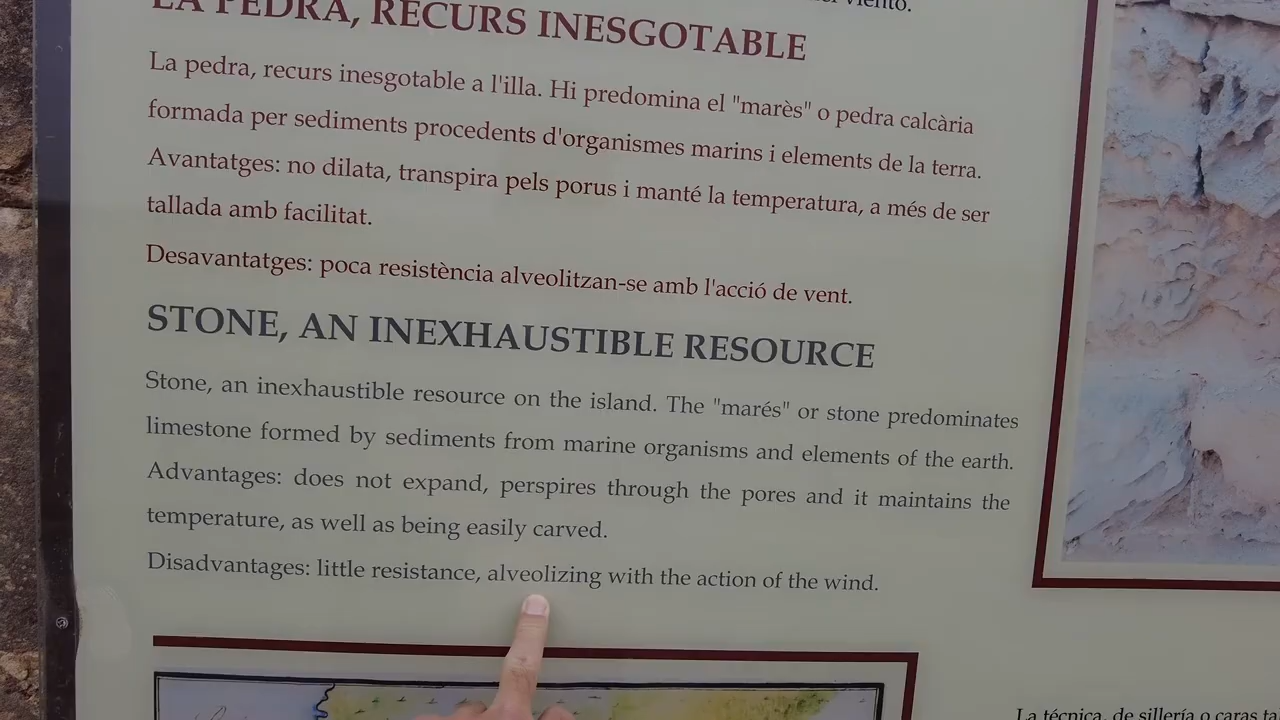 viento.
LA PEDRA, RECURS INESGOTABLE
La pedra, recurs inesgotable a l'illa. Hi predomina el "marès" o pedra calcària
formada per sediments procedents d'organismes marins i elements de la terra.
Avantatges: no dilata, transpira pels porus i manté la temperatura, a més de ser
tallada amb facilitat.
Desavantatges: poca resistència alveolitzan-se amb l'acció de vent.
STONE, AN INEXHAUSTIBLE RESOURCE
Stone, an inexhaustible resource on the island. The "marés" or stone predominates
limestone formed by sediments from marine organisms and elements of the earth.
Advantages: does not expand, perspires through the pores and it maintains the
temperature, as well as being easily carved.
Disadvantages: little resistance, alveolizing with the action of the wind.
La técnica, de sillería o caras